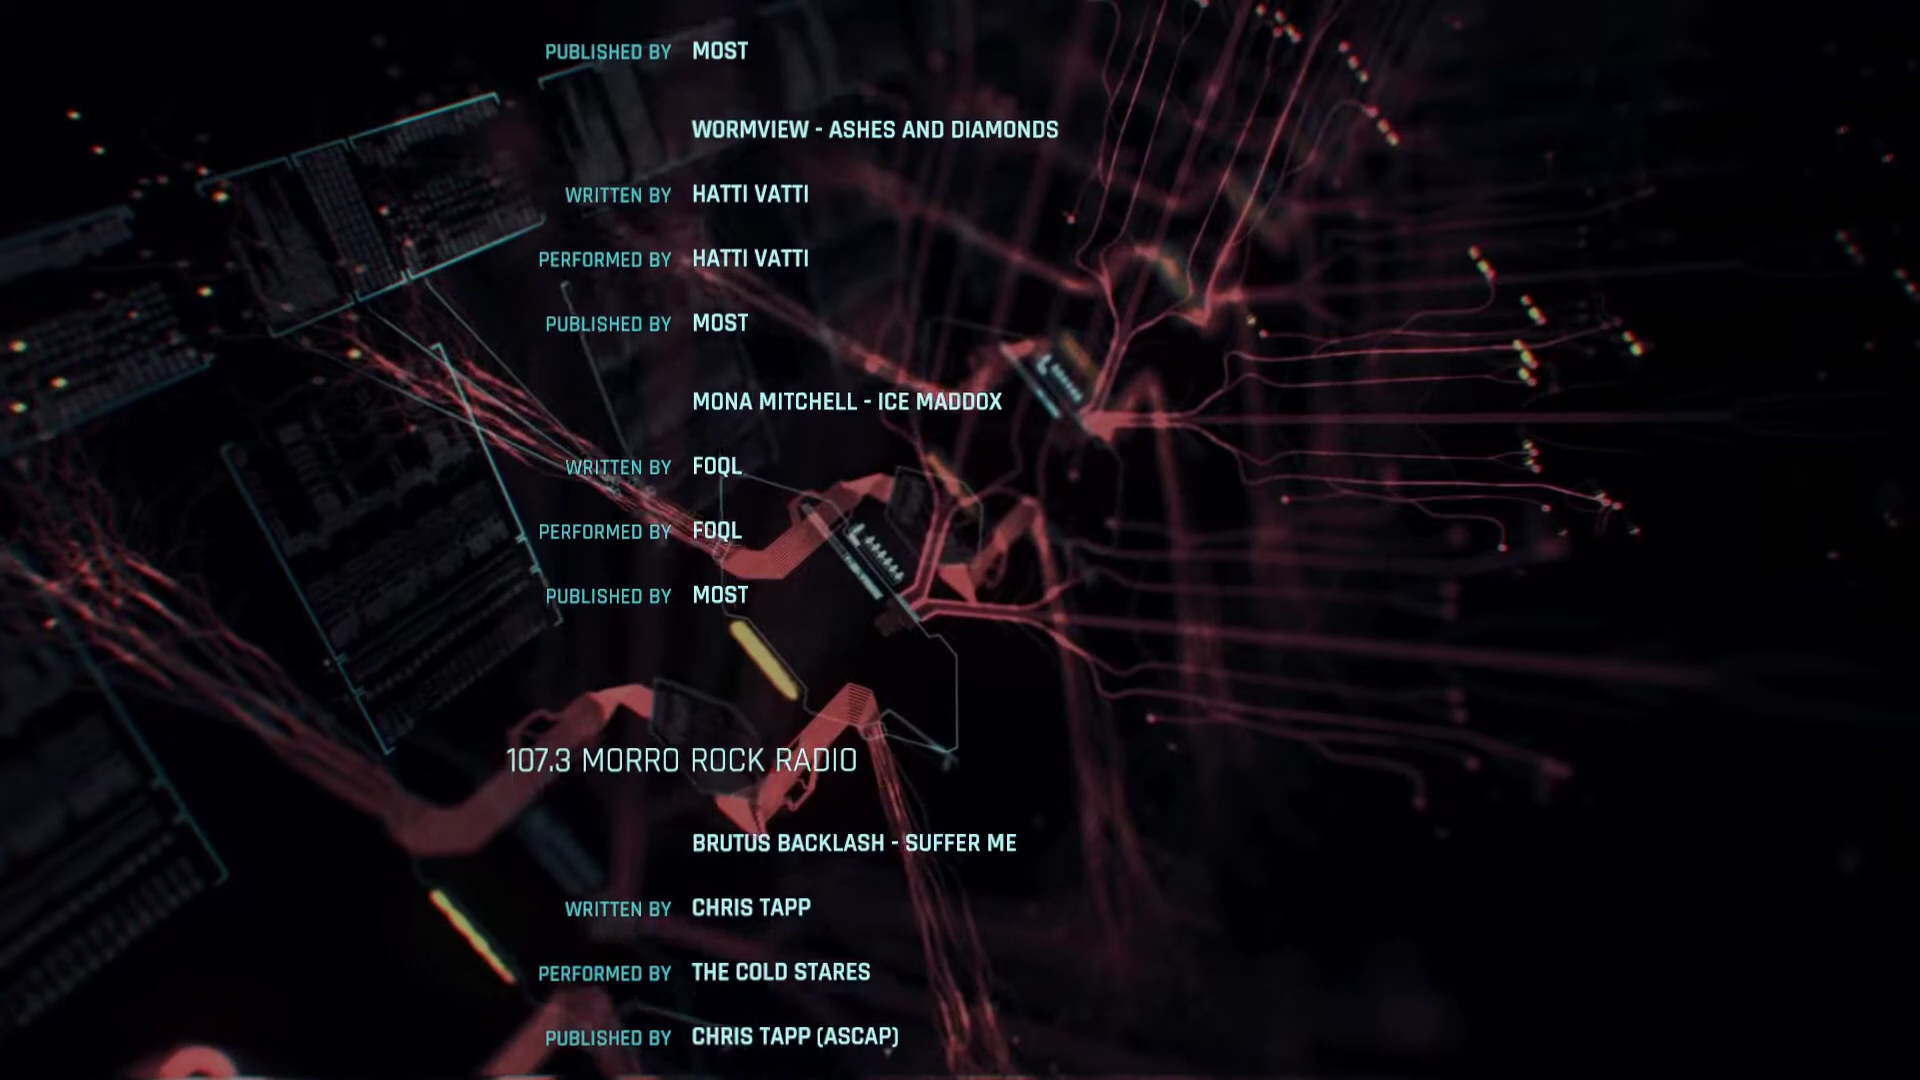 PUBLISHED BY MOST
WORMVIEW - ASHES AND DIAMONDS
WRITTEN BY HATTI VATTI
PERFORMED BY HATTI VATTI
PUBLISHED BY MOST
MONA MITCHELL - ICE MADDOX
WRITTEN BY FOQL
PERFORMED BY FOQL
PUBLISHED BY MOST
107.3 MORRO ROCK RADIO
BRUTUS BACKLASH - SUFFER ME
WRITTEN BY CHRIS TAPP
PERFORMED BY THE COLD STARES
PUBLISHED BY CHRIS TAPP (ASCAP)